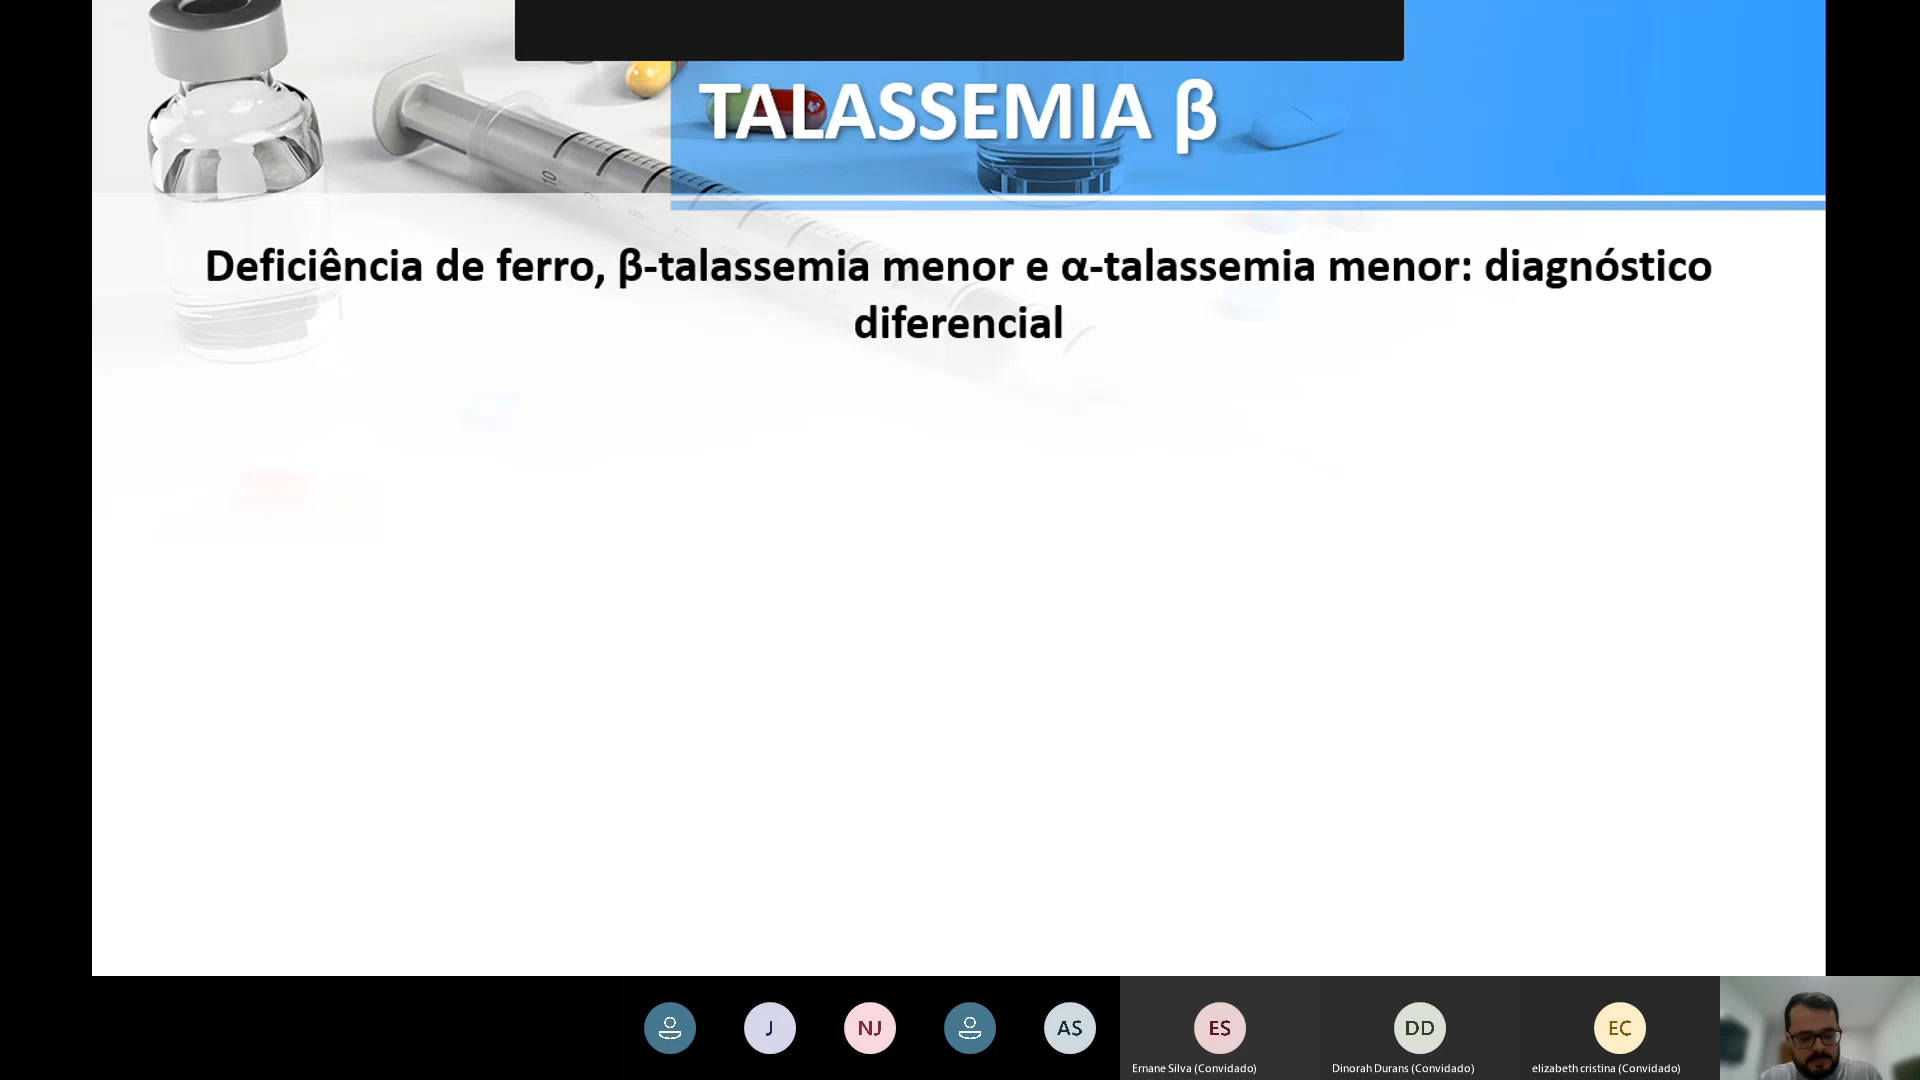 TALASSEMIA β
Deficiência de ferro, β-talassemia menor e α-talassemia menor: diagnóstico
diferencial
10
J
NJ
AS
ES
DD
EC
Ernane Silva (Convidado)
Dinorah Durans (Convidado)
elizabeth cristina (Convidado)